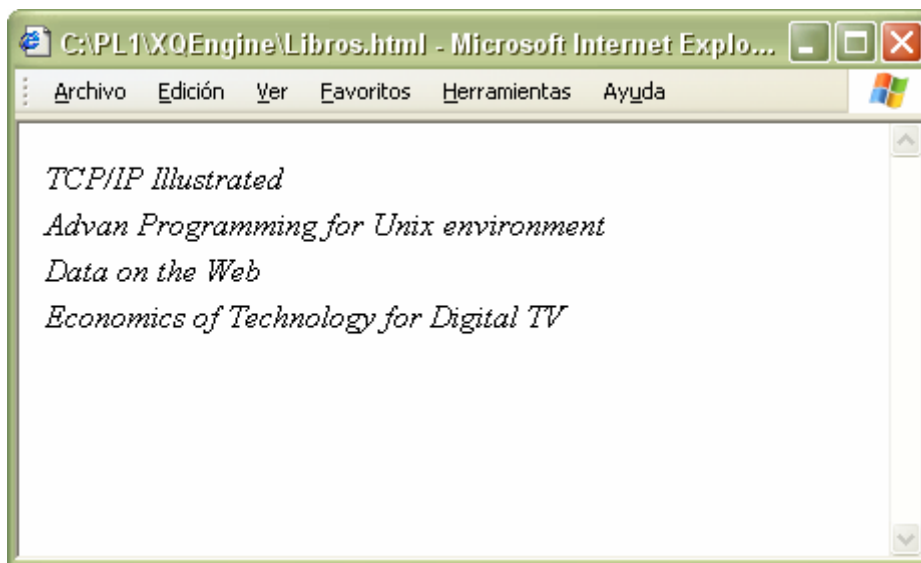 C:\PL1\XQEngine\Libros.html - Microsoft Internet Explo...
Archivo Edición Ver Favoritos Herramientas Ayuda
TCP/IP Illustrated
Advan Programming for Unix environment
Data on the Web
Economics of Technology for Digital TV